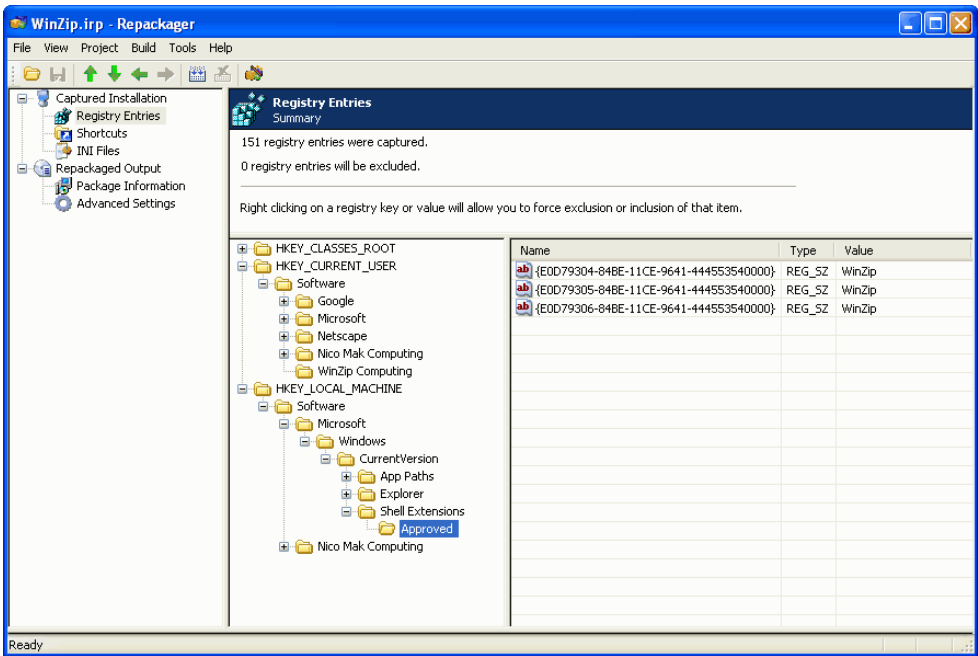 WinZip.irp - Repackager
File View Project Build Tools Help
Captured Installation
Registry Entries
Shortcuts
INI Files
Repackaged Output
Package Information
Advanced Settings
Registry Entries
Summary
151 registry entries were captured.
0 registry entries will be excluded.
Right clicking on a registry key or value will allow you to force exclusion or inclusion of that item.
HKEY_CLASSES_ROOT
HKEY_CURRENT_USER
Software
Google
Microsoft
Netscape
Nico Mak Computing
WinZip Computing
HKEY_LOCAL_MACHINE
Software
Microsoft
Windows
CurrentVersion
App Paths
Explorer
Shell Extensions
Approved
Nico Mak Computing
Name Type Value
ab {E0D79304-84BE-11CE-9641-444553540000} REG_SZ WinZip
ab {E0D79305-84BE-11CE-9641-444553540000} REG_SZ WinZip
ab {E0D79306-84BE-11CE-9641-444553540000} REG_SZ WinZip
Ready